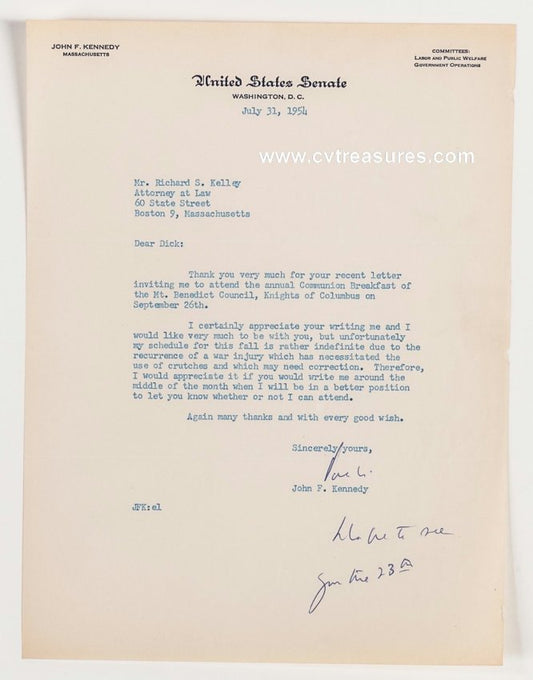 JOHN F. KENNEDY
MASSACHUSETTS
COMMITTEES:
LABOR AND PUBLIC WELFARE
GOVERNMENT OPERATIONS
United States Senate
WASHINGTON, D. C.
July 31, 1954
www.cvtreasures.com
Mr. Richard S. Kelley
Attorney at Law
60 State Street
Boston 9, Massachusetts
Dear Dick:
Thank you very much for your recent letter
inviting me to attend the annual Communion Breakfast of
the Mt. Benedict Council, Knights of Columbus on
September 26th.
I certainly appreciate your writing me and I
would like very much to be with you, but unfortunately
my schedule for this fall is rather indefinite due to the
recurrence of a war injury which has necessitated the
use of crutches and which may need correction. Therefore,
I would appreciate it if you would write me around the
middle of the month when I will be in a better position
to let you know whether or not I can attend.
Again many thanks and with every good wish.
Sincerely yours,
John F. Kennedy
JFK:el
hope to see
the 23rd